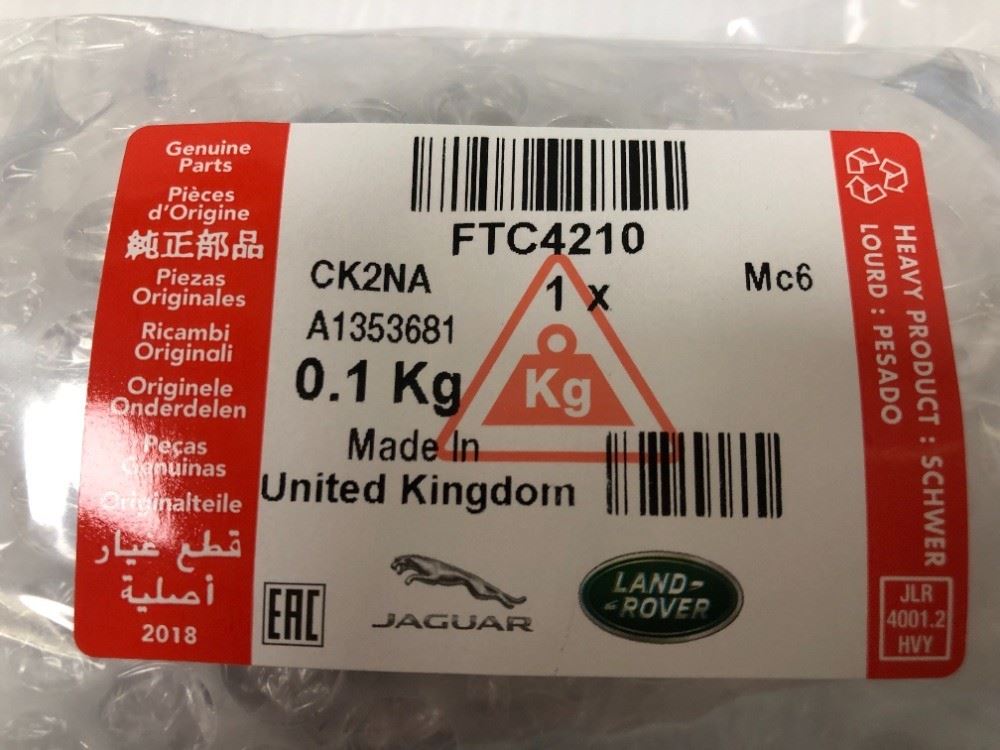 Genuine
Parts
Pièces
d'Origine
純正部品
Piezas
Originales
Ricambi
Originali
Originele
Onderdelen
Peças
Genuinas
Originalteile
قطع غيار
أصلية
2018
FTC4210
CK2NA
1 x
Mc6
A1353681
0.1 Kg
Kg
Made In
United Kingdom
EAC
JAGUAR
LAND-
ROVER
HEAVY PRODUCT : SCHWER
LOURD : PESADO
JLR
4001.2
HVY